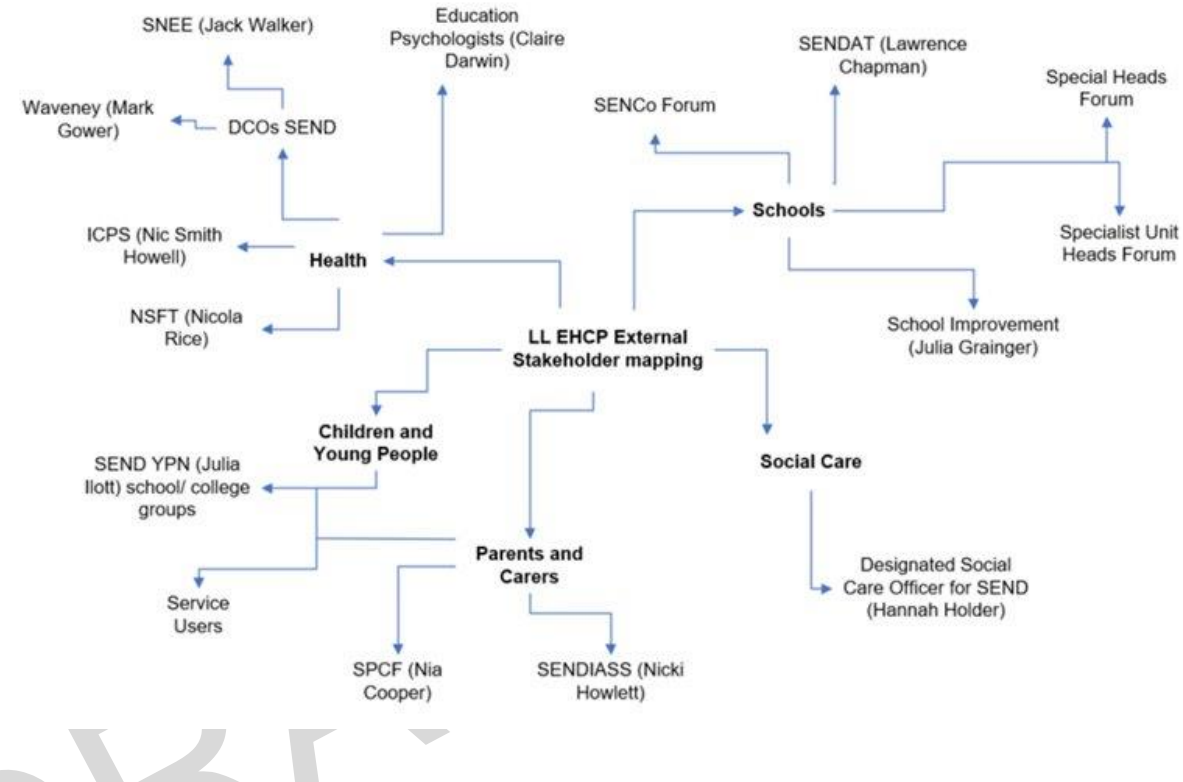 SNEE (Jack Walker)
Education
Psychologists (Claire
Darwin)
Waveney (Mark
Gower)
DCOs SEND
ICPS (Nic Smith
Howell)
Health
NSFT (Nicola
Rice)
SENCo Forum
SENDAT (Lawrence
Chapman)
Special Heads
Forum
Schools
Specialist Unit
Heads Forum
School Improvement
(Julia Grainger)
LL EHCP External
Stakeholder mapping
Children and
Young People
SEND YPN (Julia
Ilott) school/ college
groups
Service
Users
Parents and
Carers
SPCF (Nia
Cooper)
SENDIASS (Nicki
Howlett)
Social Care
Designated Social
Care Officer for SEND
(Hannah Holder)